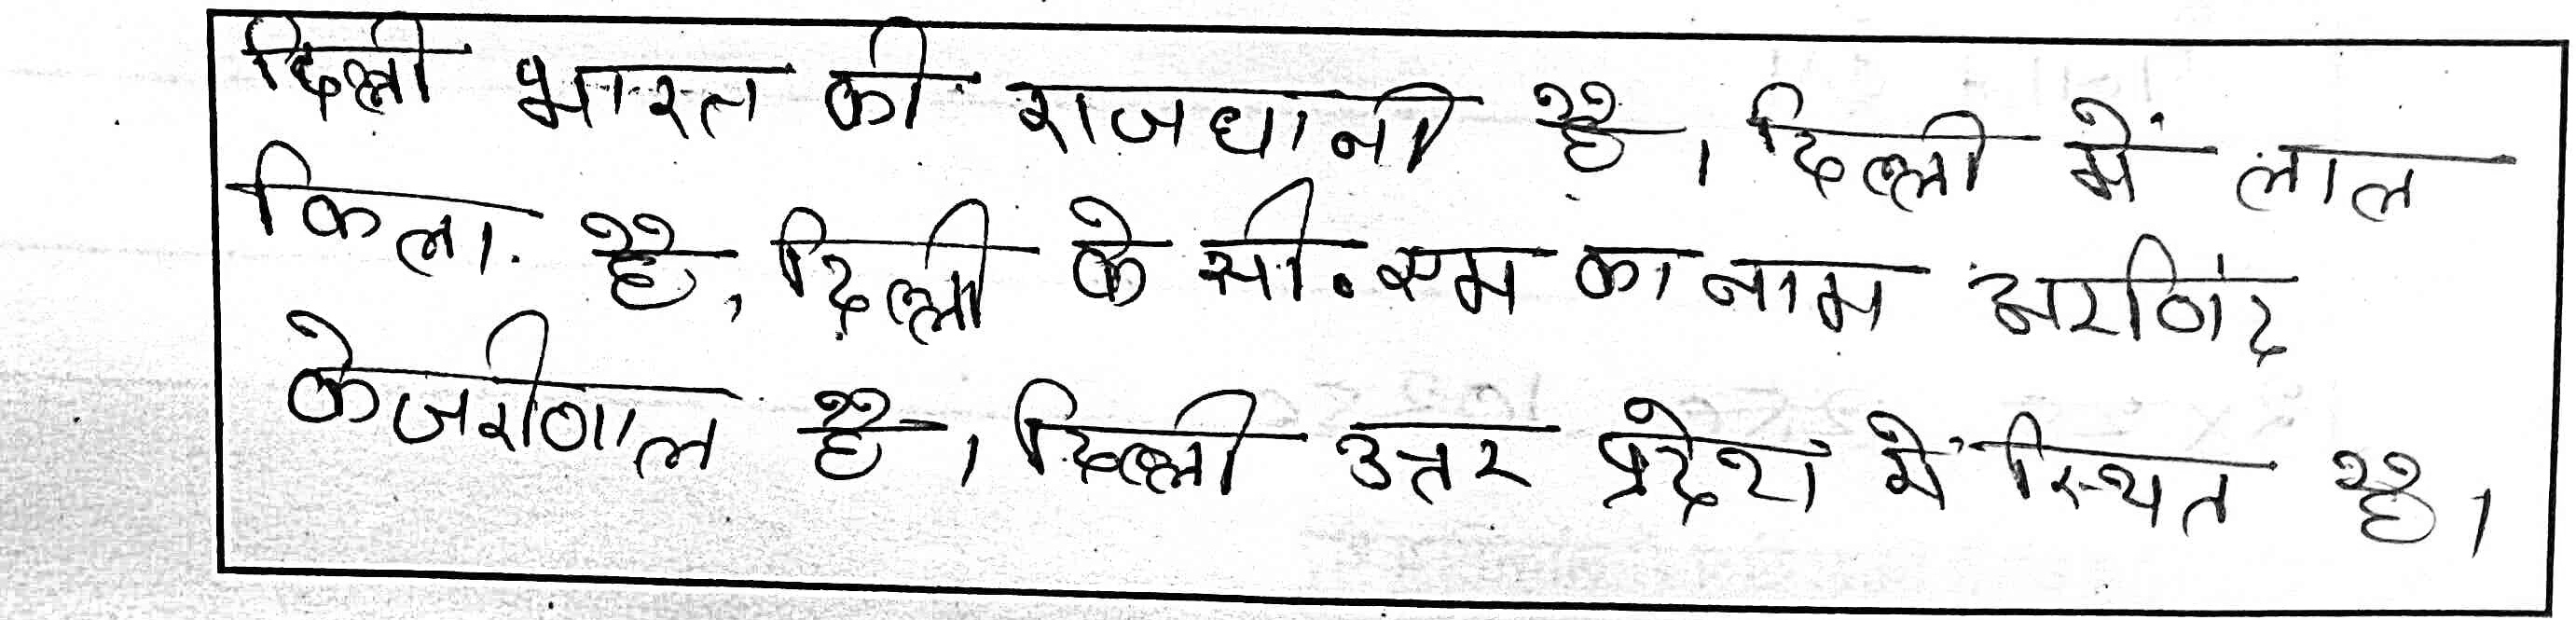 दिल्ली भारत की राजधानी है। दिल्ली में लाल
किला है, दिल्ली के सी.एम का नाम अरविंद
केजरीवाल है। दिल्ली उत्तर प्रदेश में स्थित है।